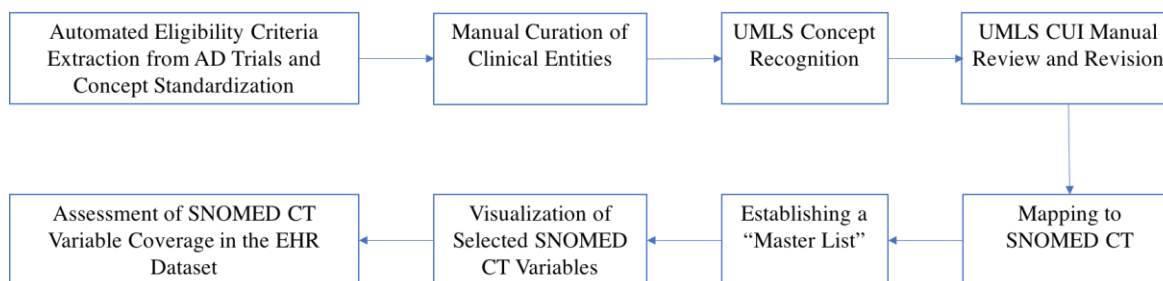 Automated Eligibility Criteria
Extraction from AD Trials and
Concept Standardization
Manual Curation of
Clinical Entities
UMLS Concept
Recognition
UMLS CUI Manual
Review and Revision
Mapping to
SNOMED CT
Establishing a
“Master List”
Visualization of
Selected SNOMED
CT Variables
Assessment of SNOMED CT
Variable Coverage in the EHR
Dataset